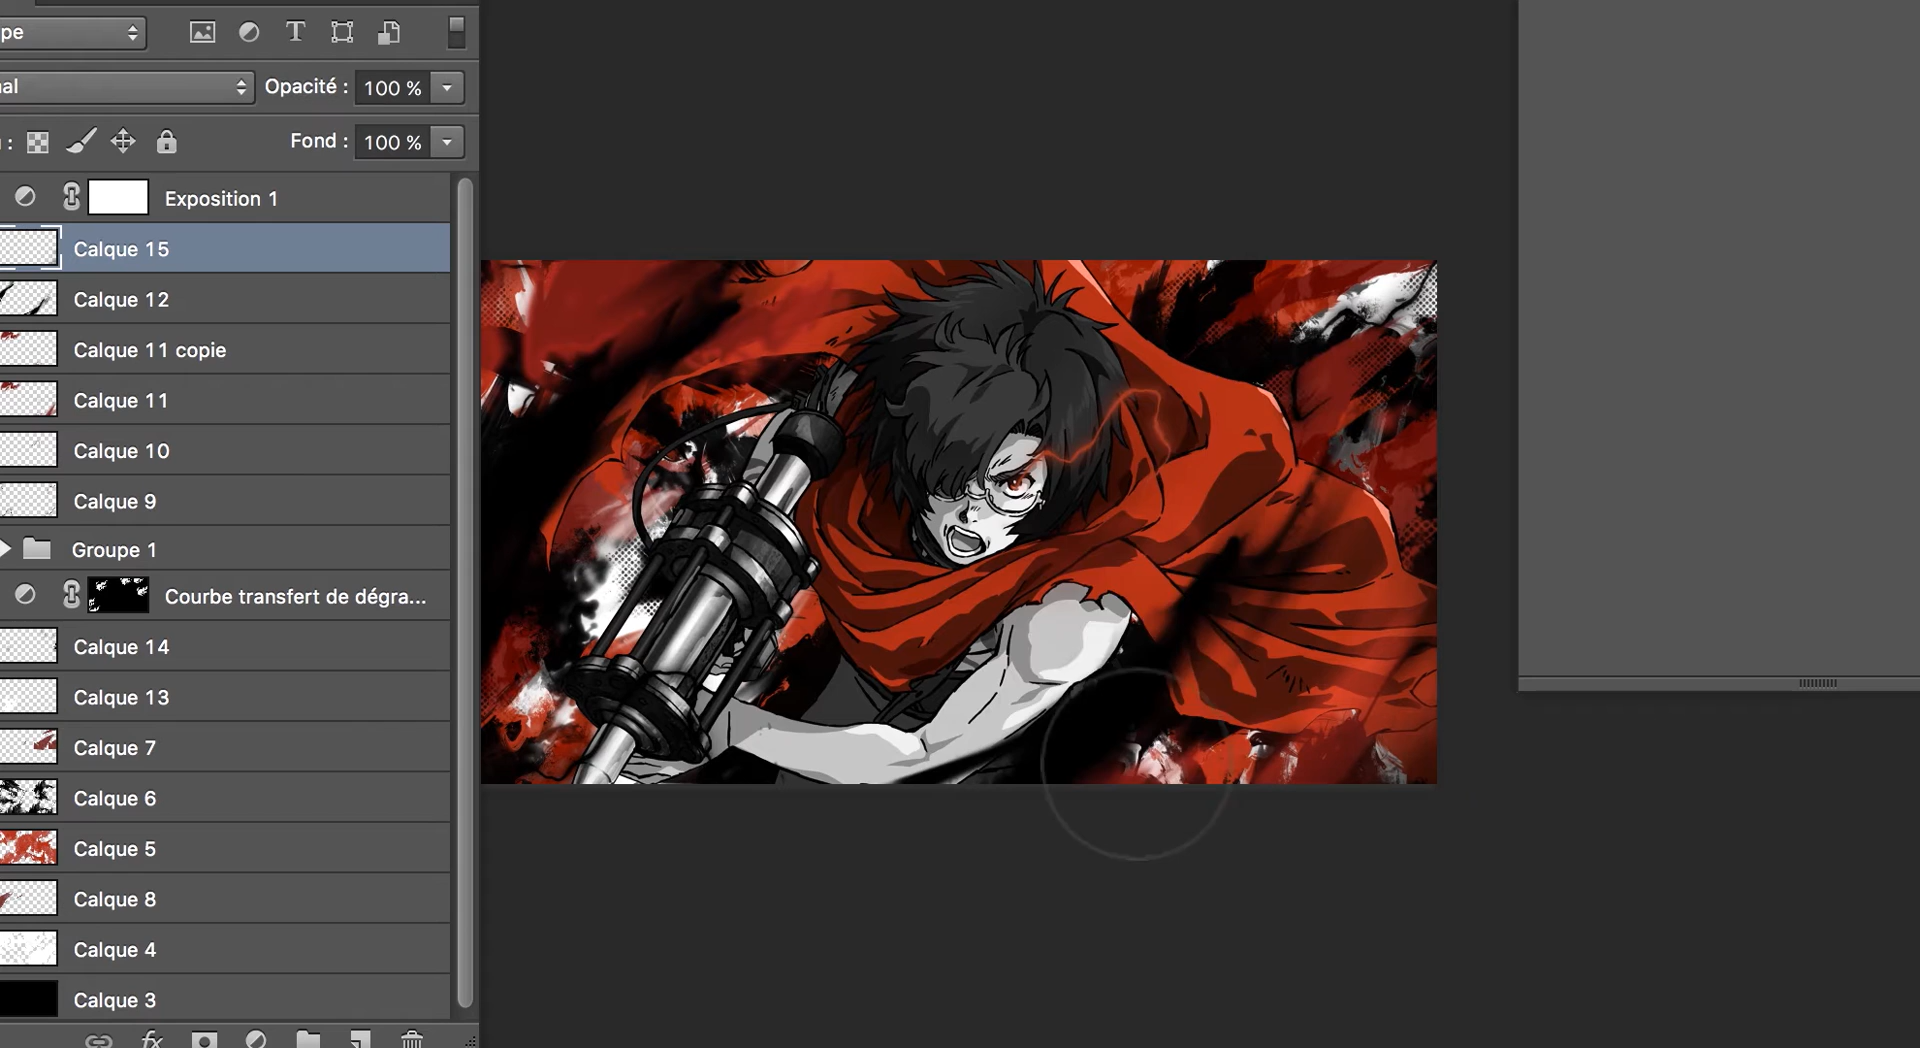 pe
al
Opacité : 100 %
: Fond : 100 %
Exposition 1
Calque 15
Calque 12
Calque 11 copie
Calque 11
Calque 10
Calque 9
Groupe 1
Courbe transfert de dégra...
Calque 14
Calque 13
Calque 7
Calque 6
Calque 5
Calque 8
Calque 4
Calque 3
fx